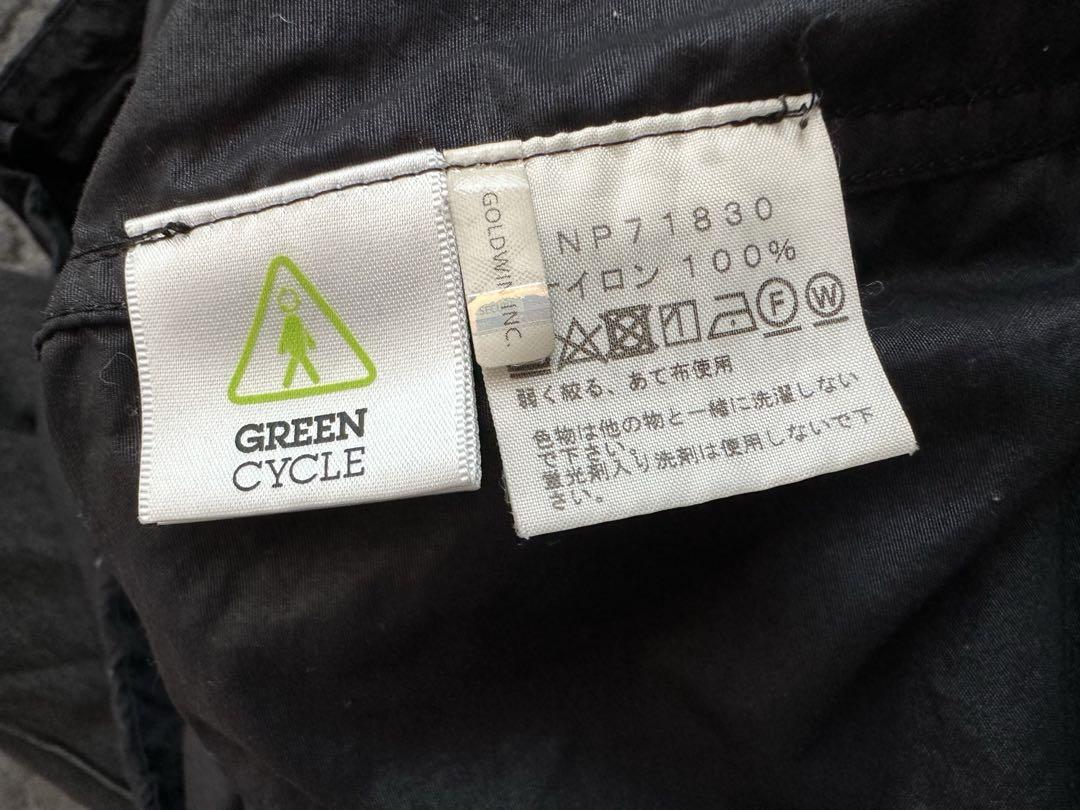 GREEN
CYCLE
GOLDWIN INC.
NP71830
ナイロン 100%
F W
弱く絞る、あて布使用
色物は他の物と一緒に洗濯しない
で下さい。
蛍光剤入り洗剤は使用しないで下
さい。